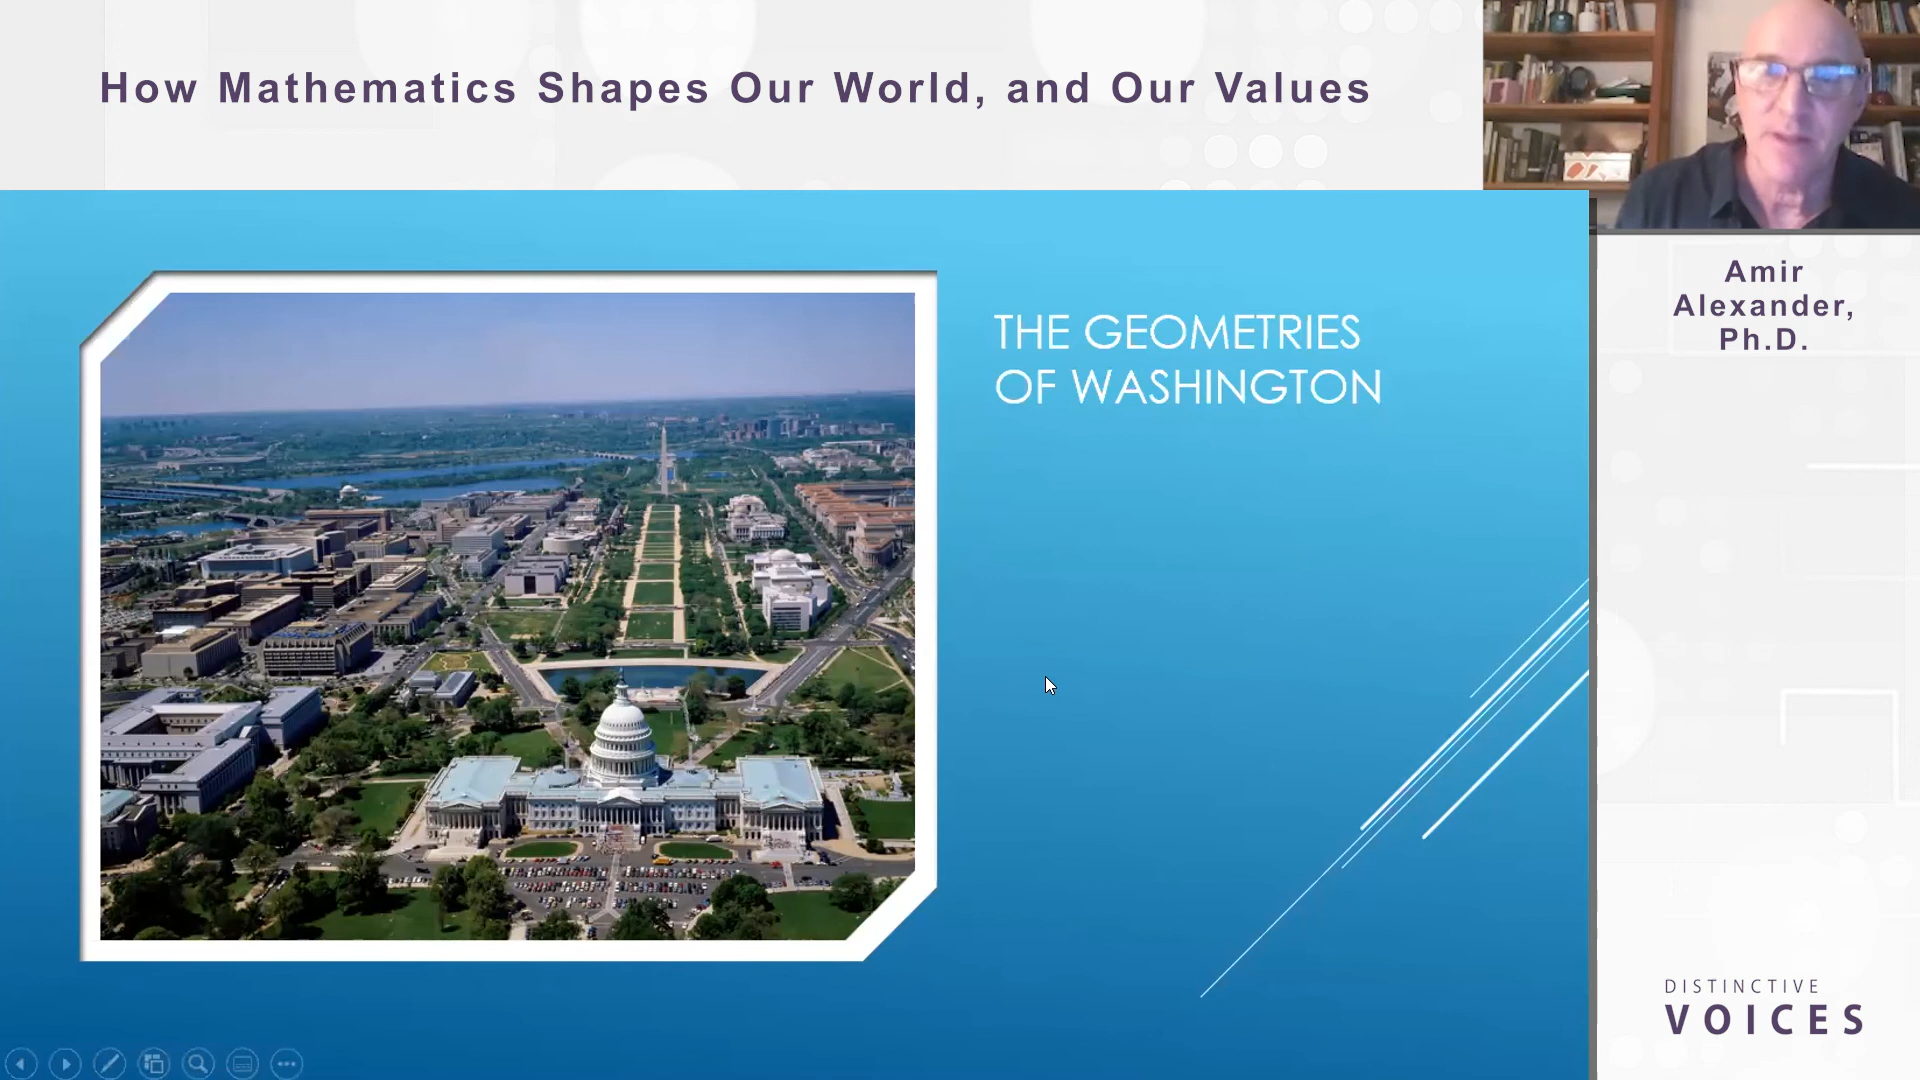 How Mathematics Shapes Our World, and Our Values
THE GEOMETRIES
OF WASHINGTON
Amir
Alexander,
Ph.D.
DISTINCTIVE
VOICES